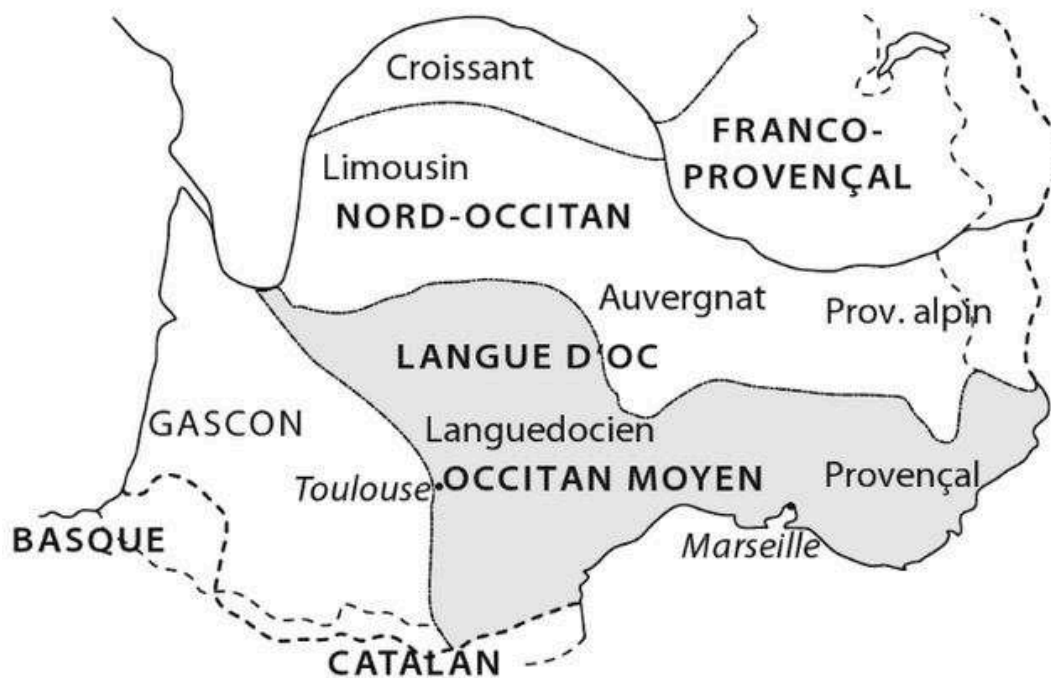 Croissant
FRANCO-
PROVENÇAL
Limousin
NORD-OCCITAN
Auvergnat
Prov. alpin
LANGUE D'OC
GASCON
Languedocien
Toulouse
OCCITAN MOYEN
Provençal
BASQUE
Marseille
CATALAN